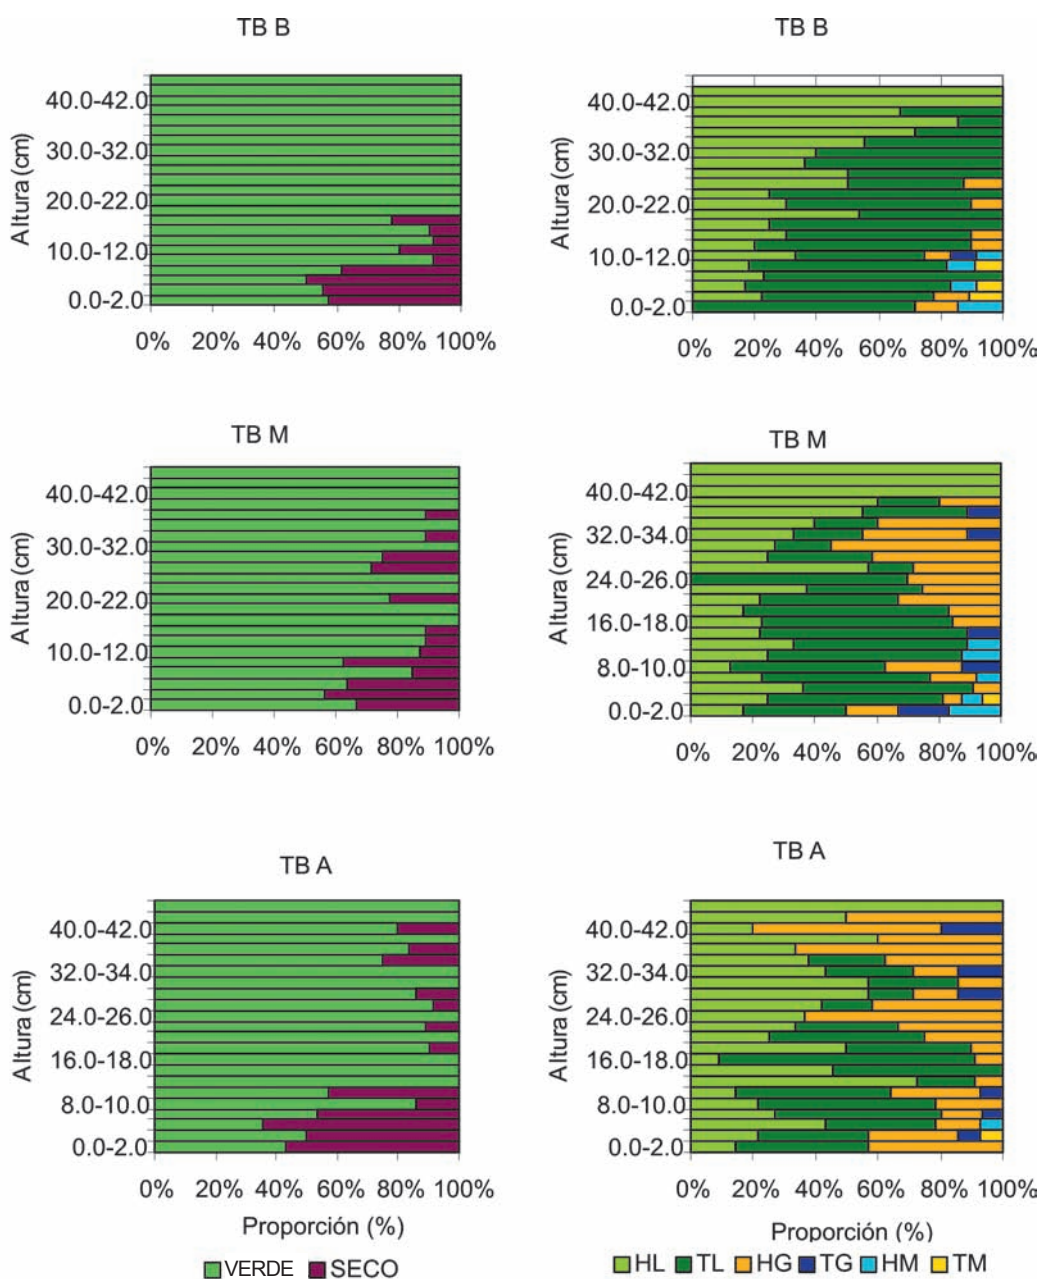 TB B
TB B
Altura (cm)
40.0-42.0
30.0-32.0
20.0-22.0
10.0-12.0
0.0-2.0
0% 20% 40% 60% 80% 100%
Altura (cm)
40.0-42.0
30.0-32.0
20.0-22.0
10.0-12.0
0.0-2.0
0% 20% 40% 60% 80% 100%
TB M
TB M
Altura (cm)
40.0-42.0
30.0-32.0
20.0-22.0
10.0-12.0
0.0-2.0
0% 20% 40% 60% 80% 100%
Altura (cm)
40.0-42.0
32.0-34.0
24.0-26.0
16.0-18.0
8.0-10.0
0.0-2.0
0% 20% 40% 60% 80% 100%
TB A
TB A
Altura (cm)
40.0-42.0
32.0-34.0
24.0-26.0
16.0-18.0
8.0-10.0
0.0-2.0
0% 20% 40% 60% 80% 100%
Proporción (%)
VERDE SECO
Altura (cm)
40.0-42.0
32.0-34.0
24.0-26.0
16.0-18.0
8.0-10.0
0.0-2.0
0% 20% 40% 60% 80% 100%
Proporción (%)
HL TL HG TG HM TM